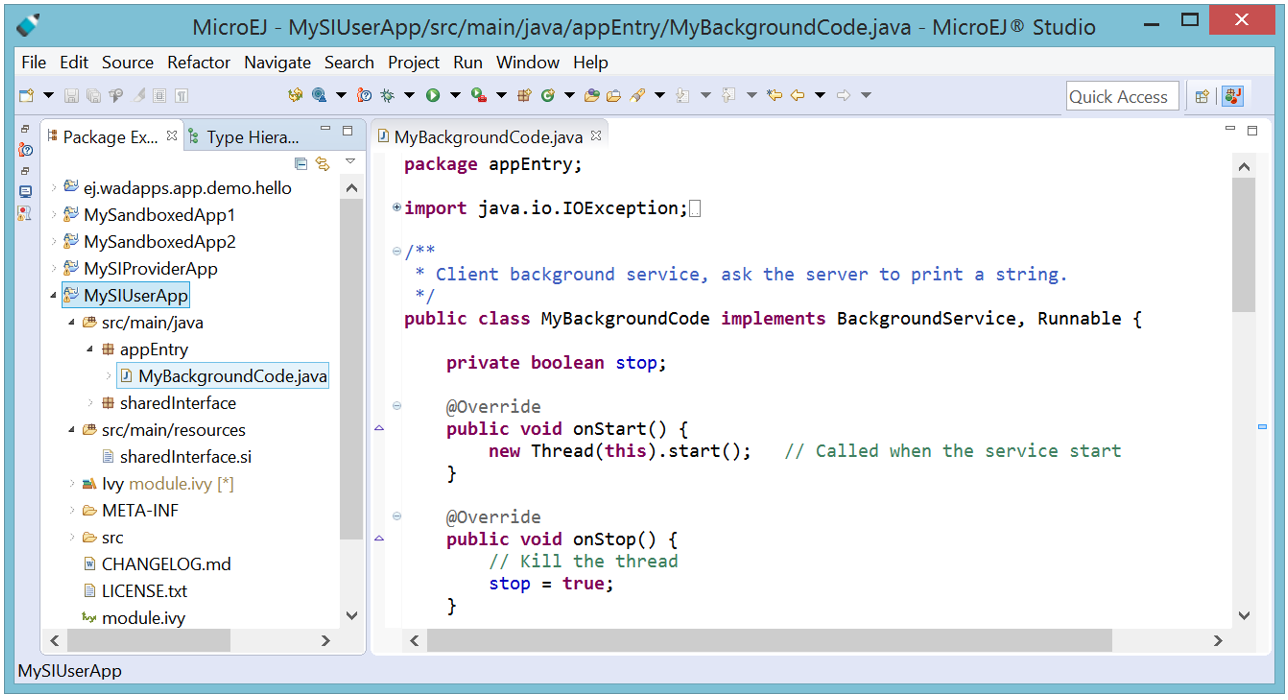 MicroEJ - MySIUserApp/src/main/java/appEntry/MyBackgroundCode.java - MicroEJ® Studio
File Edit Source Refactor Navigate Search Project Run Window Help
Quick Access
Package Ex... Type Hiera...
ej.wadapps.app.demo.hello
MySandboxedApp1
MySandboxedApp2
MySIProviderApp
MySIUserApp
src/main/java
appEntry
MyBackgroundCode.java
sharedInterface
src/main/resources
sharedInterface.si
Ivy module.ivy [*]
META-INF
src
CHANGELOG.md
LICENSE.txt
module.ivy
MyBackgroundCode.java
package appEntry;
import java.io.IOException;
/**
 * Client background service, ask the server to print a string.
 */
public class MyBackgroundCode implements BackgroundService, Runnable {
    private boolean stop;
    @Override
    public void onStart() {
        new Thread(this).start();   // Called when the service start
    }
    @Override
    public void onStop() {
        // Kill the thread
        stop = true;
    }
MySIUserApp